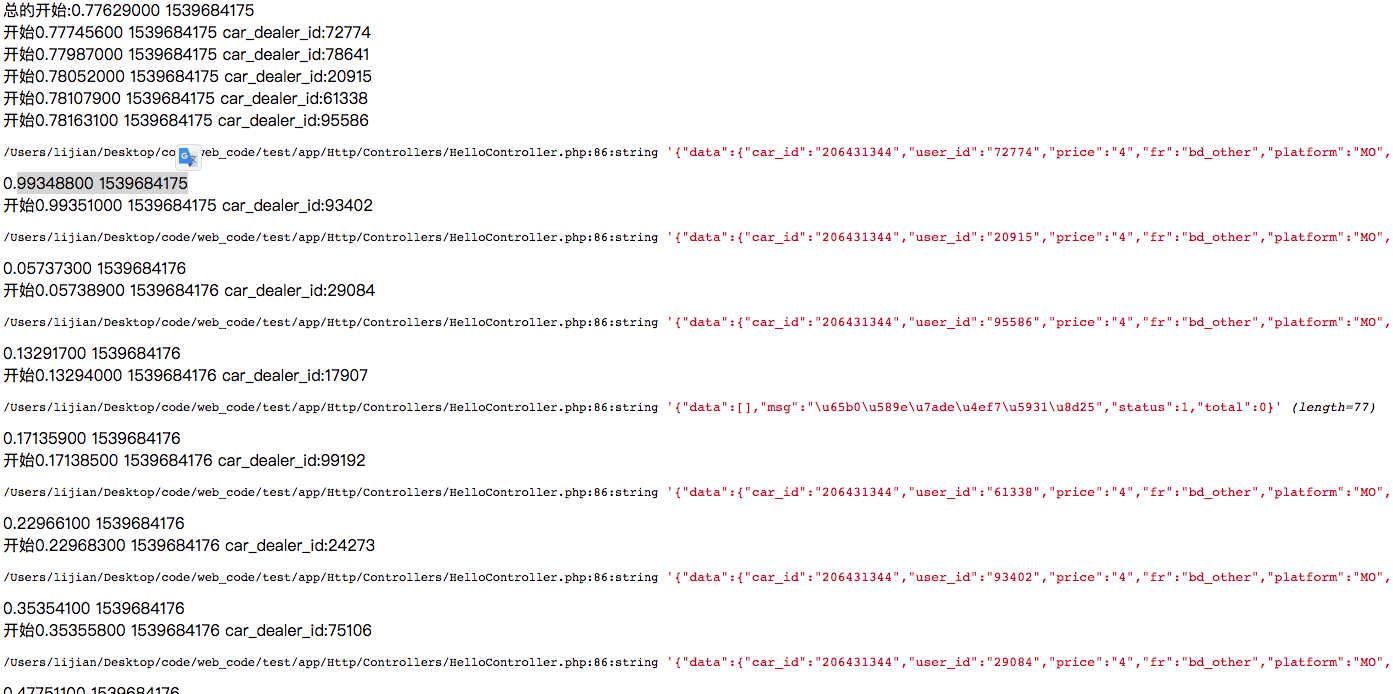 总的开始:0.77629000 1539684175
开始0.77745600 1539684175 car_dealer_id:72774
开始0.77987000 1539684175 car_dealer_id:78641
开始0.78052000 1539684175 car_dealer_id:20915
开始0.78107900 1539684175 car_dealer_id:61338
开始0.78163100 1539684175 car_dealer_id:95586
/Users/lijian/Desktop/co web_code/test/app/Http/Controllers/HelloController.php:86:string '{"data":{"car_id":"206431344","user_id":"72774","price":"4","fr":"bd_other","platform":"MO",
0.99348800 1539684175
开始0.99351000 1539684175 car_dealer_id:93402
/Users/lijian/Desktop/code/web_code/test/app/Http/Controllers/HelloController.php:86:string '{"data":{"car_id":"206431344","user_id":"20915","price":"4","fr":"bd_other","platform":"MO",
0.05737300 1539684176
开始0.05738900 1539684176 car_dealer_id:29084
/Users/lijian/Desktop/code/web_code/test/app/Http/Controllers/HelloController.php:86:string '{"data":{"car_id":"206431344","user_id":"95586","price":"4","fr":"bd_other","platform":"MO",
0.13291700 1539684176
开始0.13294000 1539684176 car_dealer_id:17907
/Users/lijian/Desktop/code/web_code/test/app/Http/Controllers/HelloController.php:86:string '{"data":[],"msg":"\u65b0\u589e\u7ade\u4ef7\u5931\u8d25","status":1,"total":0}' (length=77)
0.17135900 1539684176
开始0.17138500 1539684176 car_dealer_id:99192
/Users/lijian/Desktop/code/web_code/test/app/Http/Controllers/HelloController.php:86:string '{"data":{"car_id":"206431344","user_id":"61338","price":"4","fr":"bd_other","platform":"MO",
0.22966100 1539684176
开始0.22968300 1539684176 car_dealer_id:24273
/Users/lijian/Desktop/code/web_code/test/app/Http/Controllers/HelloController.php:86:string '{"data":{"car_id":"206431344","user_id":"93402","price":"4","fr":"bd_other","platform":"MO",
0.35354100 1539684176
开始0.35355800 1539684176 car_dealer_id:75106
/Users/lijian/Desktop/code/web_code/test/app/Http/Controllers/HelloController.php:86:string '{"data":{"car_id":"206431344","user_id":"29084","price":"4","fr":"bd_other","platform":"MO",
0.47751100 1539684176